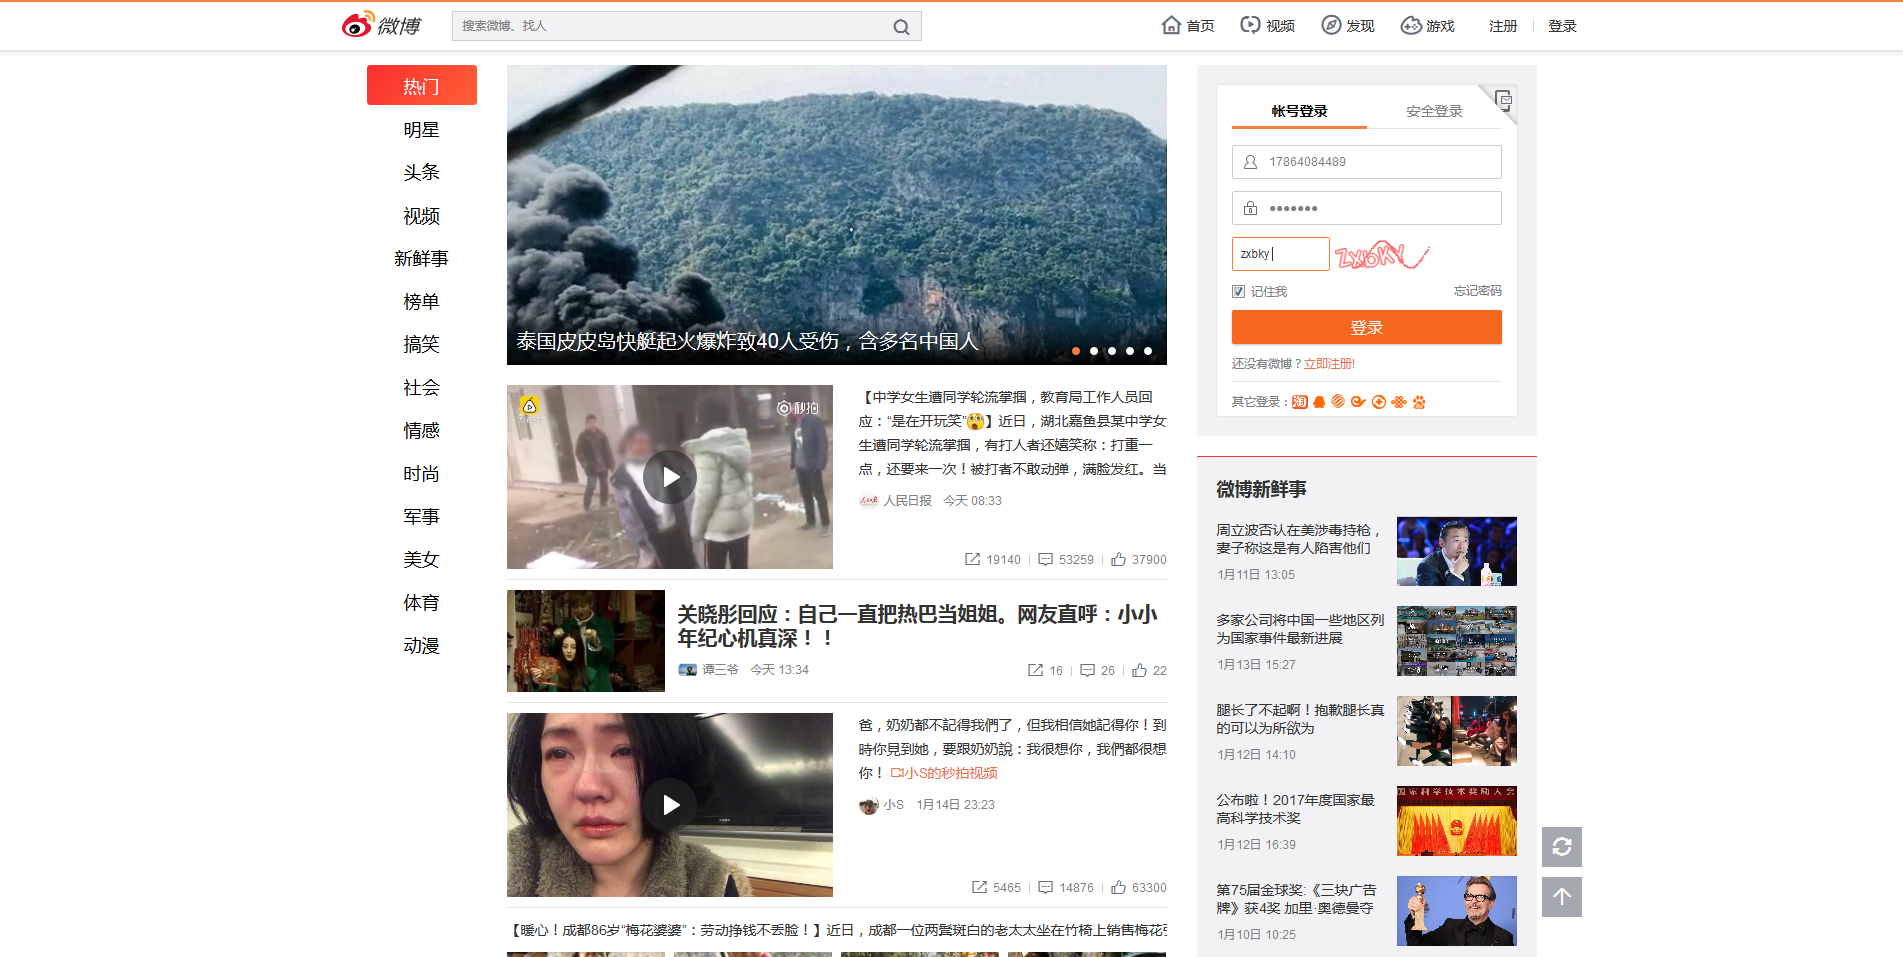 微博
搜索微博、找人
首页
视频
发现
游戏
注册
登录
热门
明星
头条
视频
新鲜事
榜单
搞笑
社会
情感
时尚
军事
美女
体育
动漫
泰国皮皮岛快艇起火爆炸致40人受伤，含多名中国人
秒拍
【中学女生遭同学轮流掌掴，教育局工作人员回
应：“是在开玩笑”】近日，湖北嘉鱼县某中学女
生遭同学轮流掌掴，有打人者还嬉笑称：打重一
点，还要来一次！被打者不敢动弹，满脸发红。当
人民日报 今天 08:33
19140 53259 37900
关晓彤回应：自己一直把热巴当姐姐。网友直呼：小小
年纪心机真深！！
谭三爷 今天 13:34
16 26 22
爸，奶奶都不記得我們了，但我相信她記得你！到
時你見到她，要跟奶奶說：我很想你，我們都很想
你！ 小S的秒拍视频
小S 1月14日 23:23
5465 14876 63300
【暖心！成都86岁“梅花婆婆”：劳动挣钱不丢脸！】近日，成都一位两鬓斑白的老太太坐在竹椅上销售梅花
帐号登录
安全登录
17864084489
zxbky
ZXbKY
记住我
忘记密码
登录
还没有微博？立即注册!
其它登录：
淘
微博新鲜事
周立波否认在美涉毒持枪，
妻子称这是有人陷害他们
1月11日 13:05
多家公司将中国一些地区列
为国家事件最新进展
1月13日 15:27
腿长了不起啊！抱歉腿长真
的可以为所欲为
1月12日 14:10
公布啦！2017年度国家最
高科学技术奖
1月12日 16:39
国家科学技术奖励大会
第75届金球奖:《三块广告
牌》获4奖 加里·奥德曼夺
1月10日 10:25